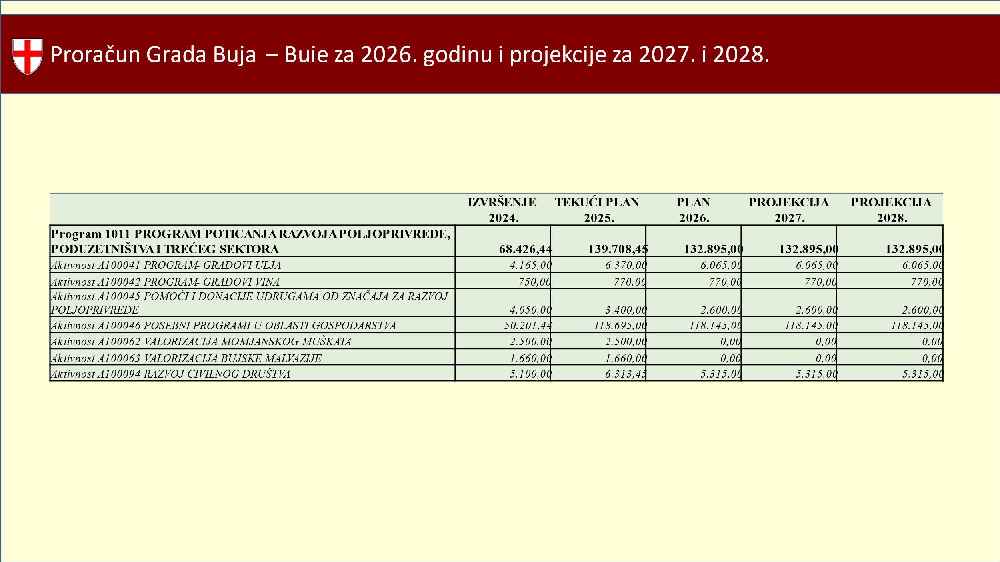 Proračun Grada Buja – Buie za 2026. godinu i projekcije za 2027. i 2028.
IZVRŠENJE 2024. TEKUĆI PLAN 2025. PLAN 2026. PROJEKCIJA 2027. PROJEKCIJA 2028.
Program 1011 PROGRAM POTICANJA RAZVOJA POLJOPRIVREDE,
PODUZETNIŠTVA I TREĆEG SEKTORA 68.426,44 139.708,45 132.895,00 132.895,00 132.895,00
Aktivnost A100041 PROGRAM- GRADOVI ULJA 4.165,00 6.370,00 6.065,00 6.065,00 6.065,00
Aktivnost A100042 PROGRAM- GRADOVI VINA 750,00 770,00 770,00 770,00 770,00
Aktivnost A100045 POMOĆI I DONACIJE UDRUGAMA OD ZNAČAJA ZA RAZVOJ
POLJOPRIVREDE 4.050,00 3.400,00 2.600,00 2.600,00 2.600,00
Aktivnost A100046 POSEBNI PROGRAMI U OBLASTI GOSPODARSTVA 50.201,44 118.695,00 118.145,00 118.145,00 118.145,00
Aktivnost A100062 VALORIZACIJA MOMJANSKOG MUŠKATA 2.500,00 2.500,00 0,00 0,00 0,00
Aktivnost A100063 VALORIZACIJA BUJSKE MALVAZIJE 1.660,00 1.660,00 0,00 0,00 0,00
Aktivnost A100094 RAZVOJ CIVILNOG DRUŠTVA 5.100,00 6.313,45 5.315,00 5.315,00 5.315,00